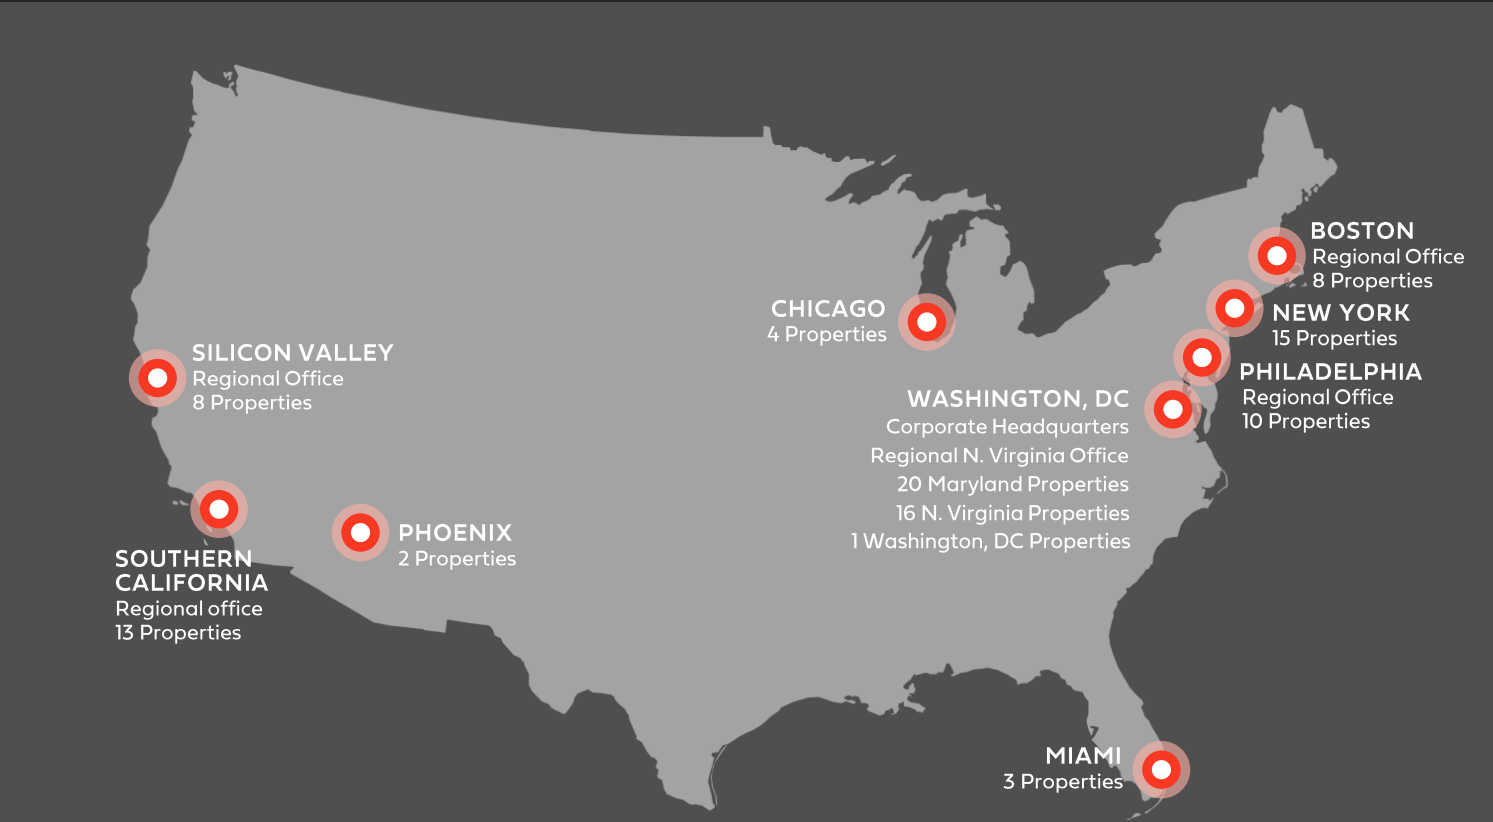 BOSTON
Regional Office
8 Properties
CHICAGO
4 Properties
NEW YORK
15 Properties
SILICON VALLEY
Regional Office
8 Properties
PHILADELPHIA
Regional Office
10 Properties
WASHINGTON, DC
Corporate Headquarters
Regional N. Virginia Office
20 Maryland Properties
16 N. Virginia Properties
1 Washington, DC Properties
PHOENIX
2 Properties
SOUTHERN
CALIFORNIA
Regional office
13 Properties
MIAMI
3 Properties